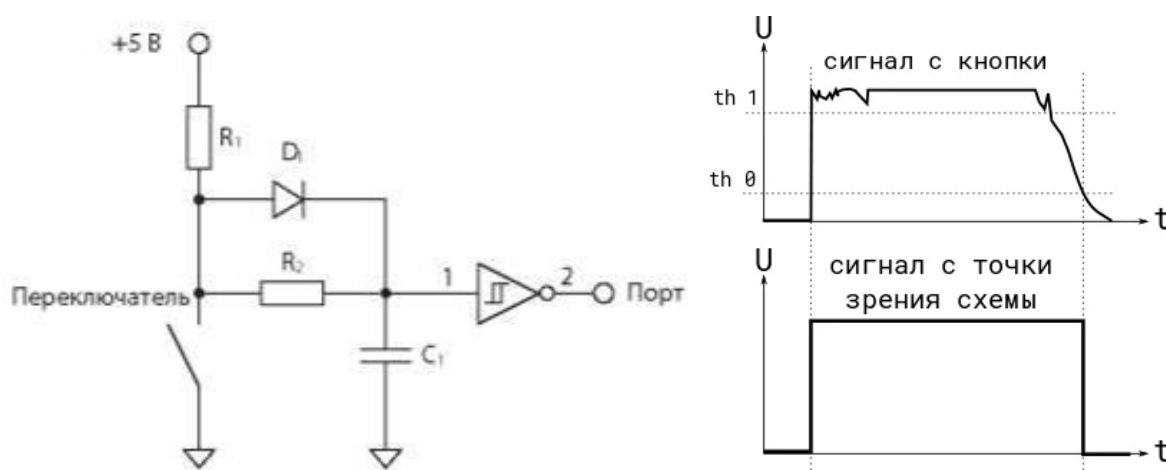 +5 В
R₁
D₁
R₂
Переключатель
1
2
Порт
C₁
U
сигнал с кнопки
th 1
th 0
t
U
сигнал с точки
зрения схемы
t